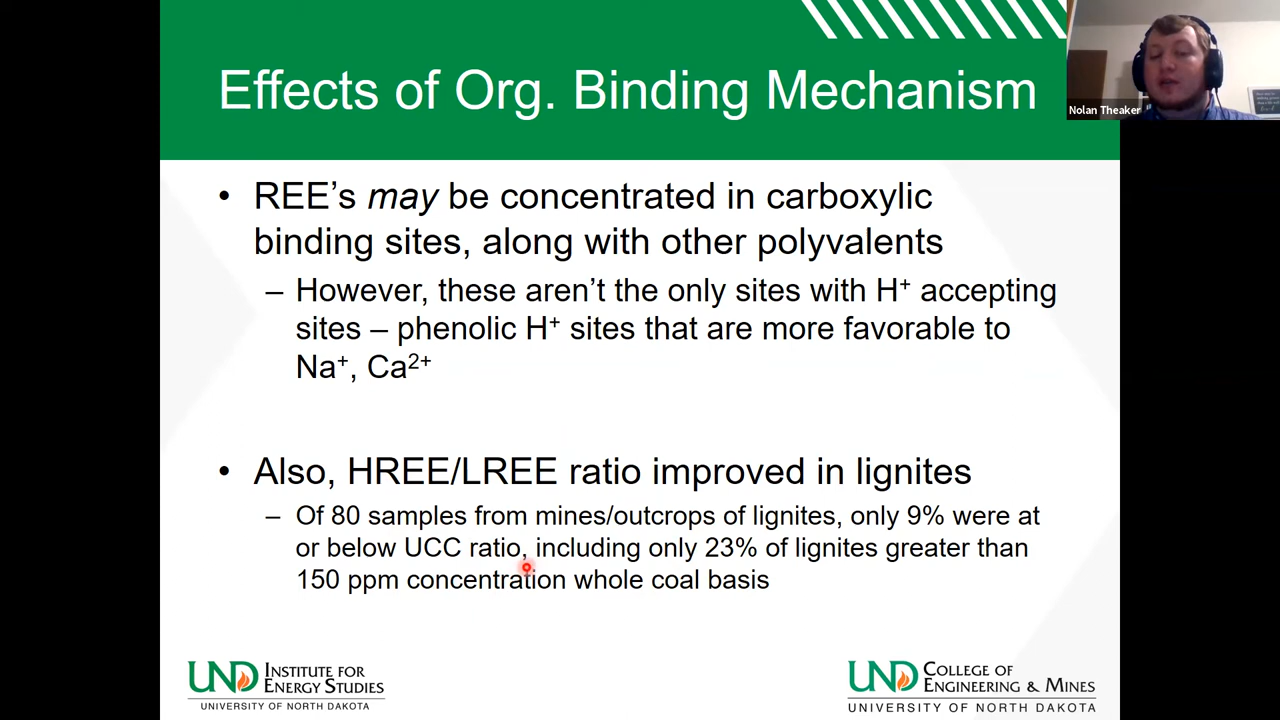 Effects of Org. Binding Mechanism
Nolan Theaker
• REE's may be concentrated in carboxylic
binding sites, along with other polyvalents
– However, these aren't the only sites with H⁺ accepting
sites – phenolic H⁺ sites that are more favorable to
Na⁺, Ca²⁺
• Also, HREE/LREE ratio improved in lignites
– Of 80 samples from mines/outcrops of lignites, only 9% were at
or below UCC ratio, including only 23% of lignites greater than
150 ppm concentration whole coal basis
UND INSTITUTE FOR
ENERGY STUDIES
UNIVERSITY OF NORTH DAKOTA
UND COLLEGE OF
ENGINEERING & MINES
UNIVERSITY OF NORTH DAKOTA